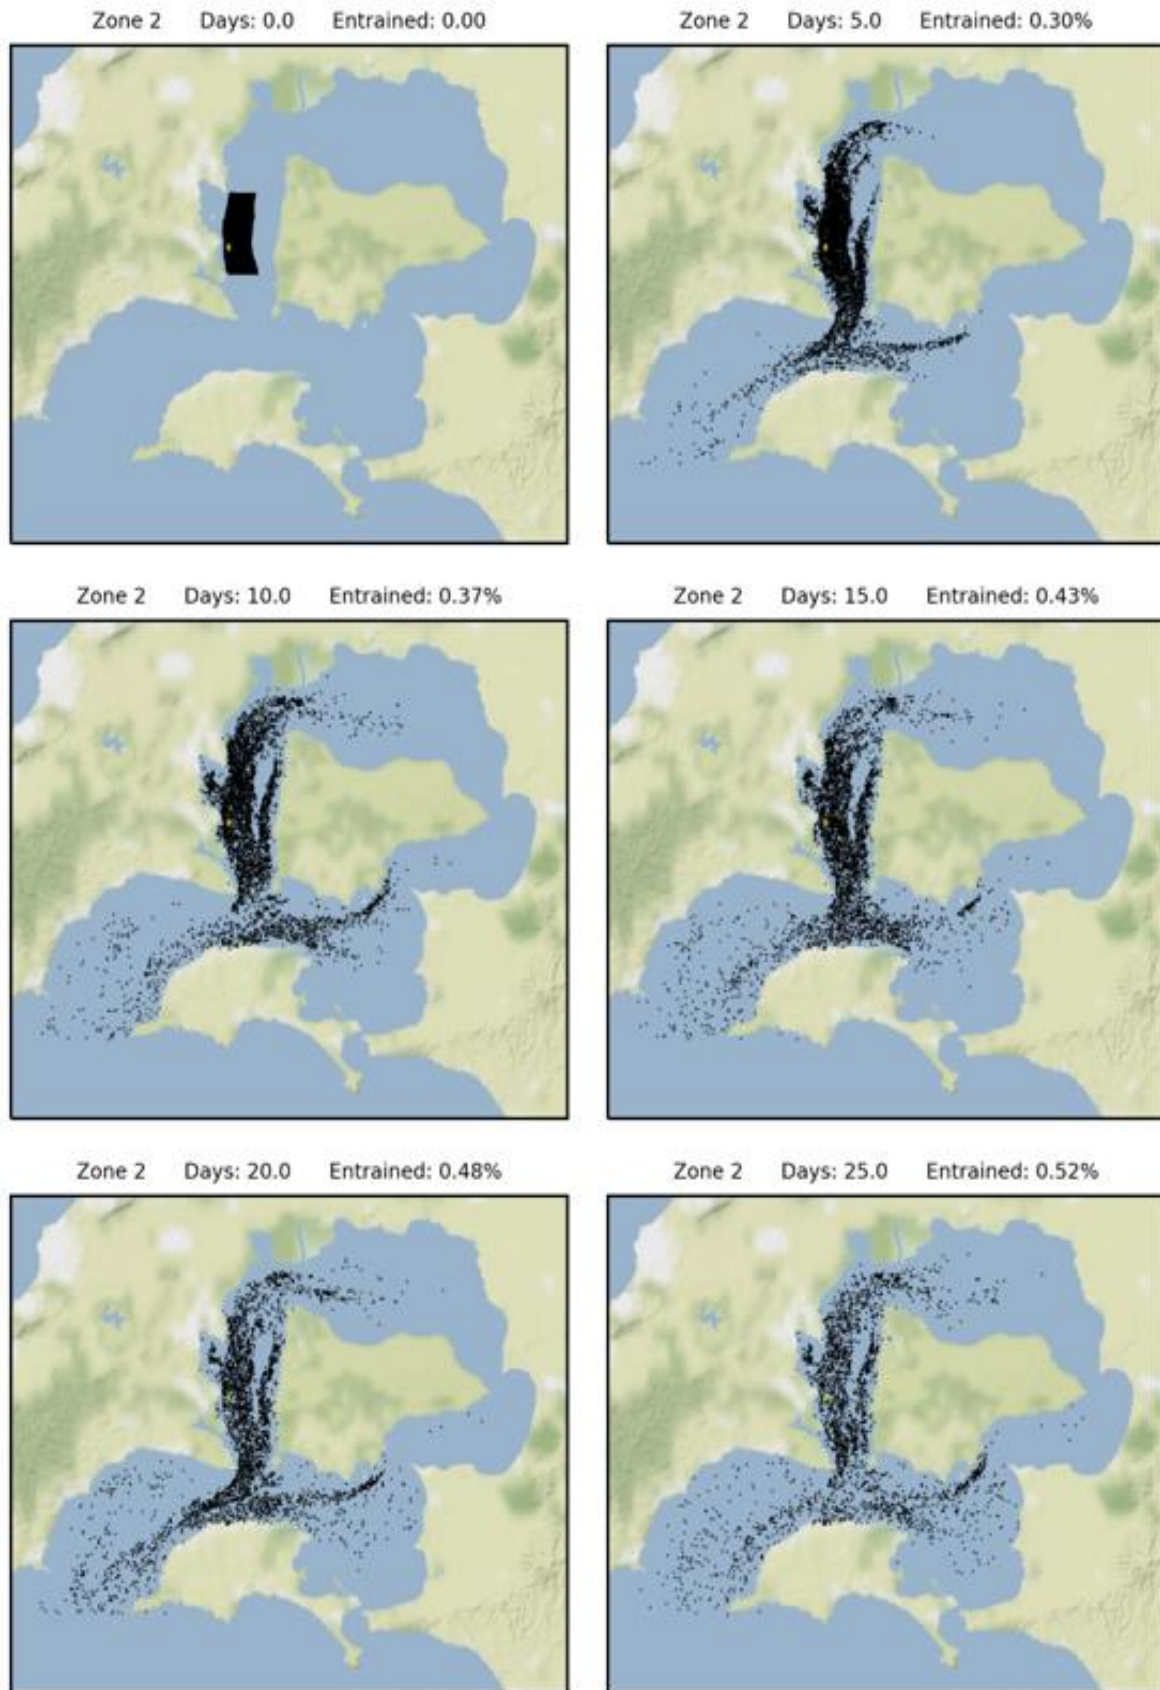 Zone 2 Days: 0.0 Entrained: 0.00
Zone 2 Days: 5.0 Entrained: 0.30%
Zone 2 Days: 10.0 Entrained: 0.37%
Zone 2 Days: 15.0 Entrained: 0.43%
Zone 2 Days: 20.0 Entrained: 0.48%
Zone 2 Days: 25.0 Entrained: 0.52%